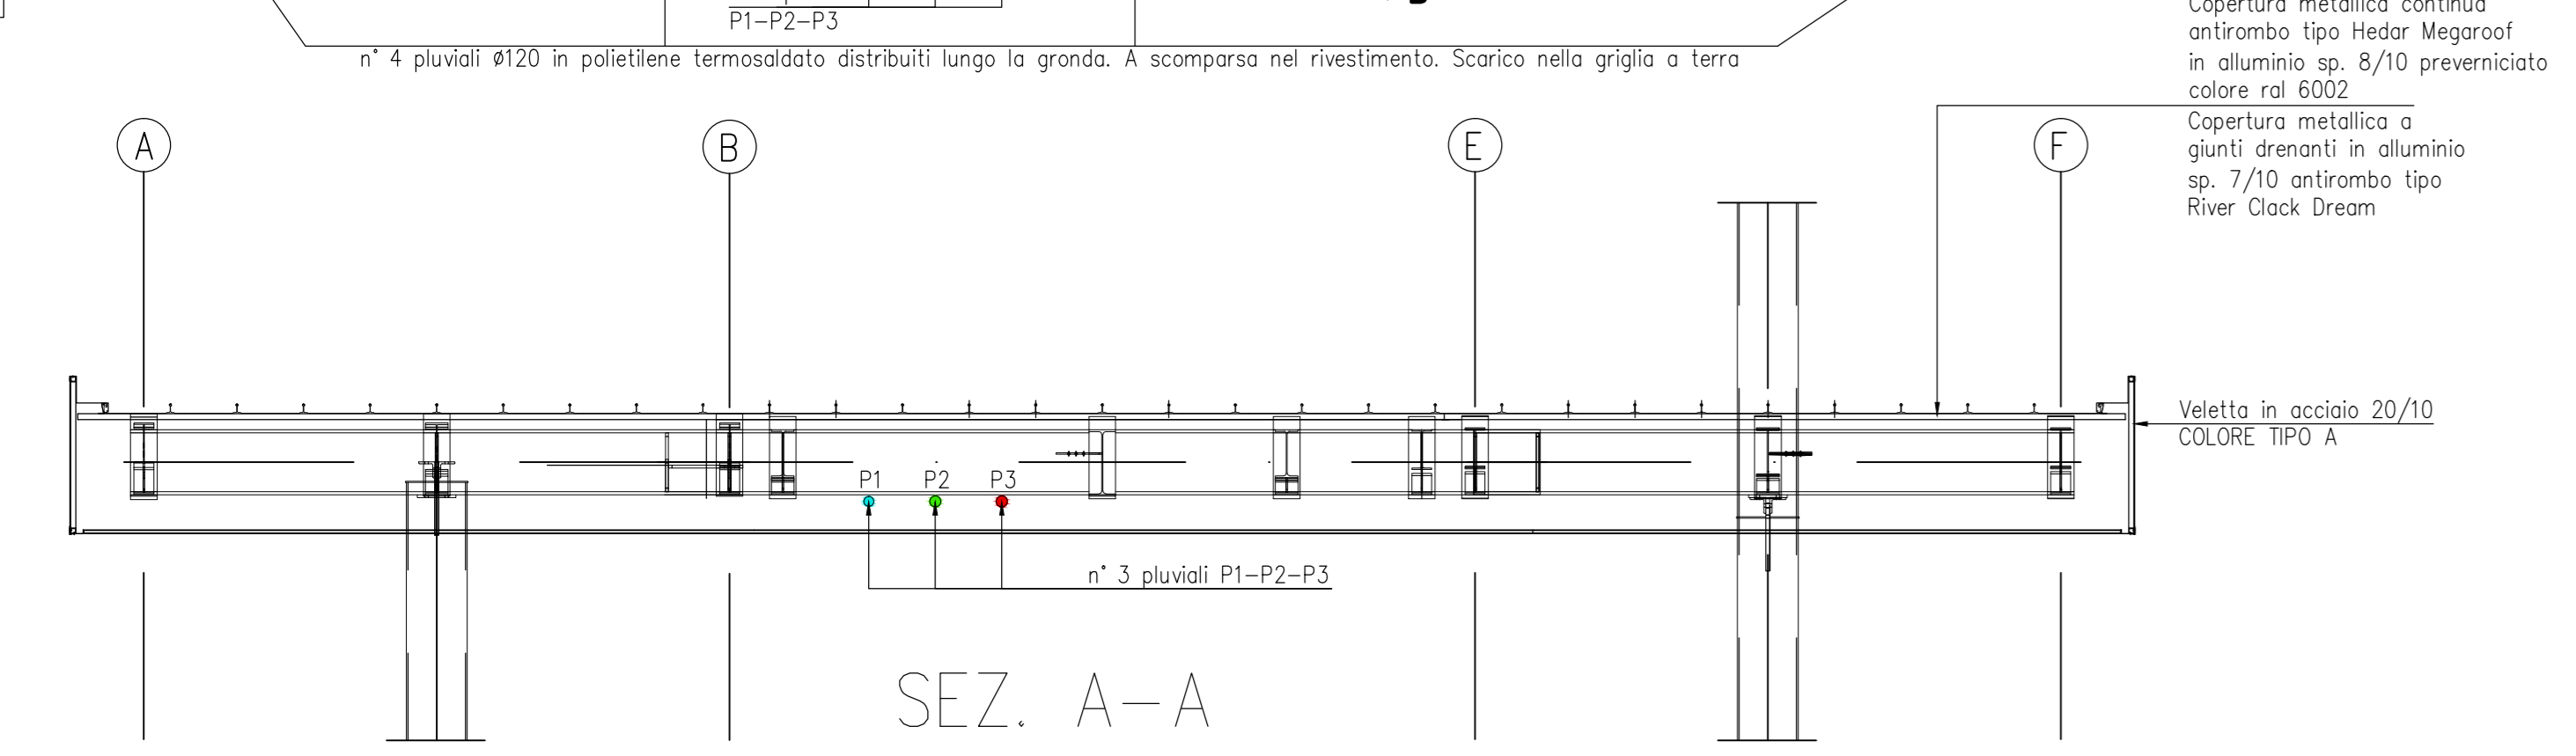 P1-P2-P3
n° 4 pluviali Ø120 in polietilene termosaldato distribuiti lungo la gronda. A scomparsa nel rivestimento. Scarico nella griglia a terra
Copertura metallica continua
antirombo tipo Hedar Megaroof
in alluminio sp. 8/10 preverniciato
colore ral 6002
Copertura metallica a
giunti drenanti in alluminio
sp. 7/10 antirombo tipo
River Clack Dream
A
B
E
F
Veletta in acciaio 20/10
COLORE TIPO A
P1
P2
P3
n° 3 pluviali P1-P2-P3
SEZ. A-A